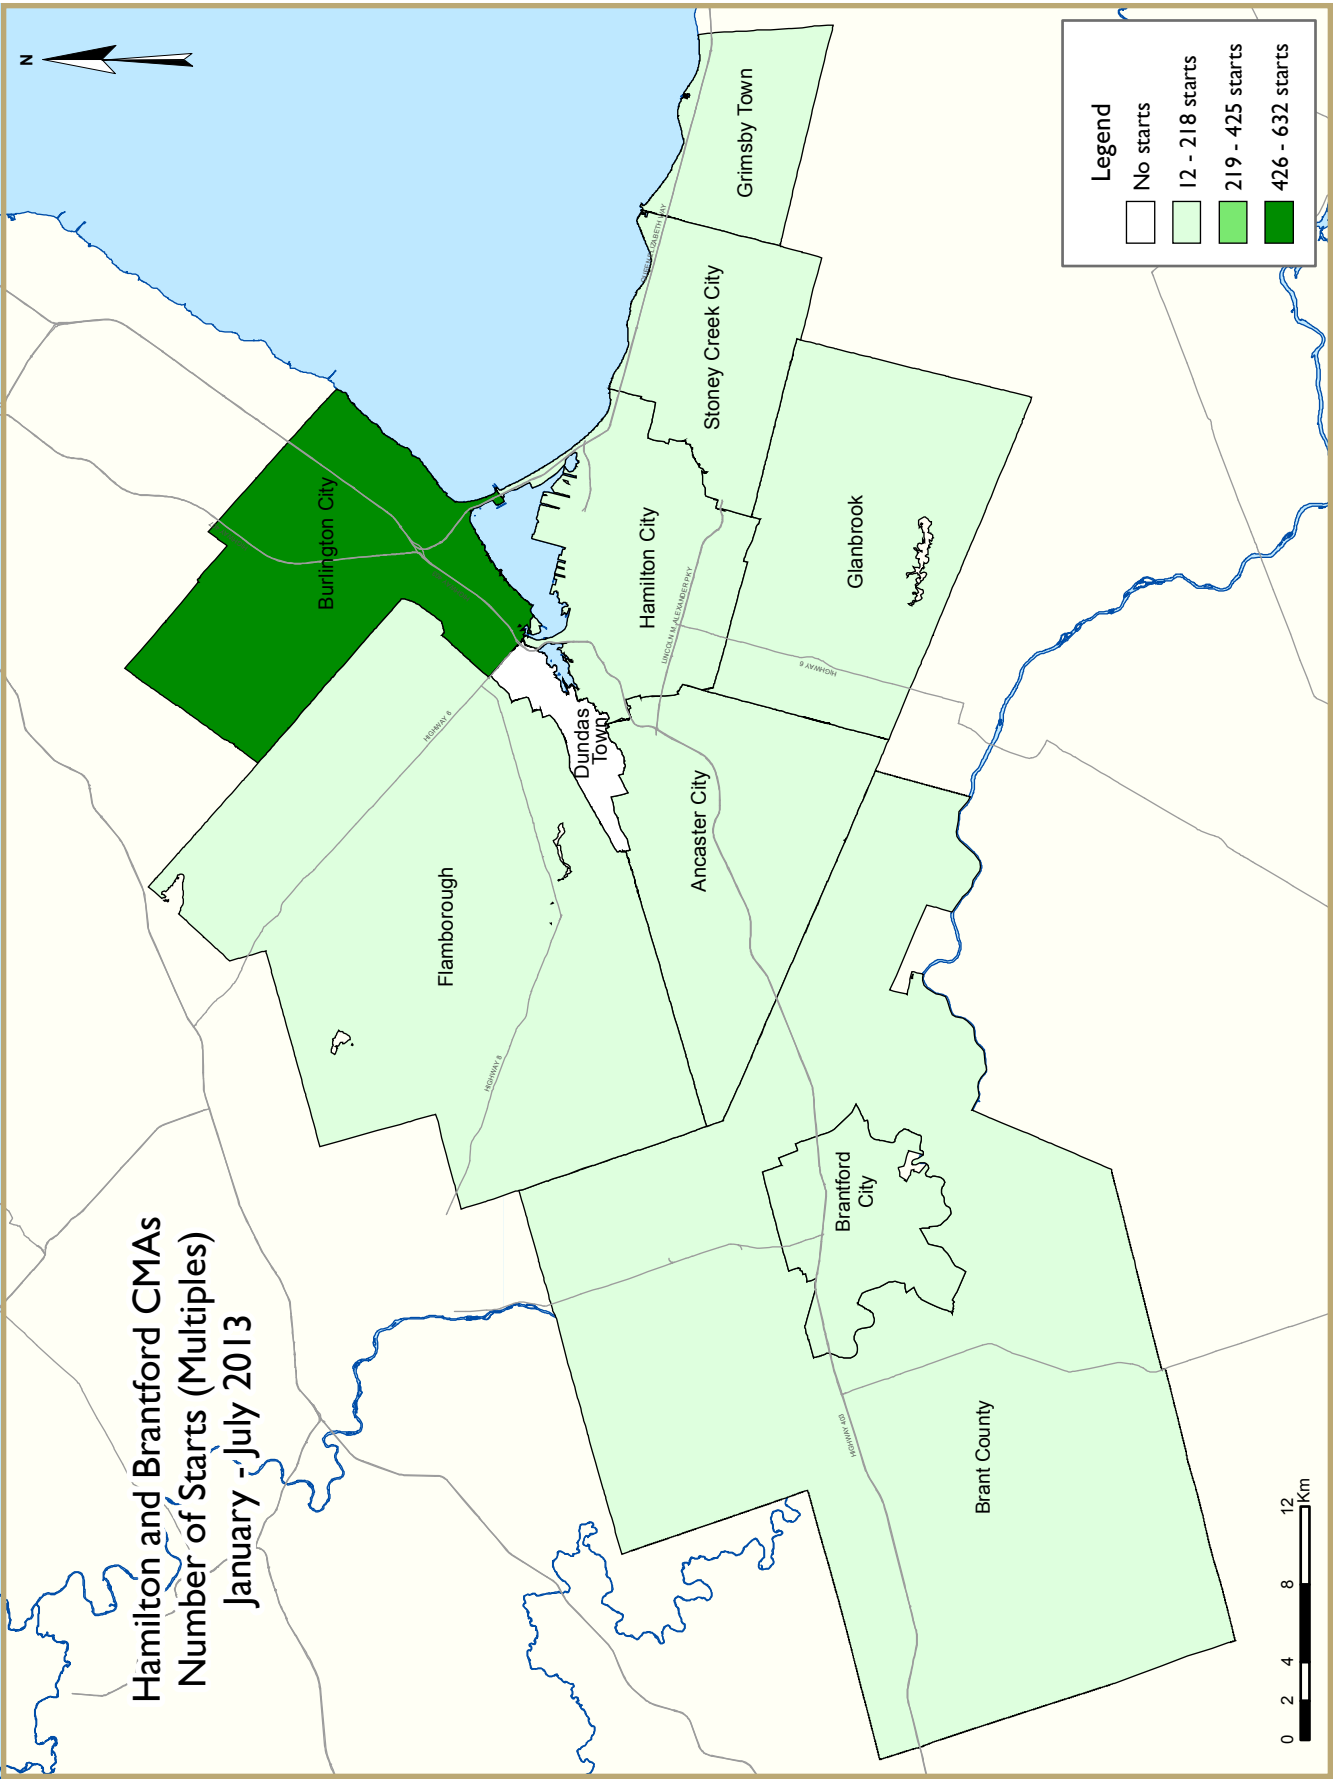 Hamilton and Brantford CMAs
Number of Starts (Multiples)
January - July 2013
N
Burlington City
Grimsby Town
Stoney Creek City
QUEEN ELIZABETH WAY
Hamilton City
LINCOLN M. ALEXANDER PKY
Glanbrook
HIGHWAY 6
HIGHWAY 6
Dundas
Town
Flamborough
Ancaster City
HIGHWAY 8
Brantford
City
HIGHWAY 403
Brant County
Legend
No starts
12 - 218 starts
219 - 425 starts
426 - 632 starts
0 2 4 8 12
Km